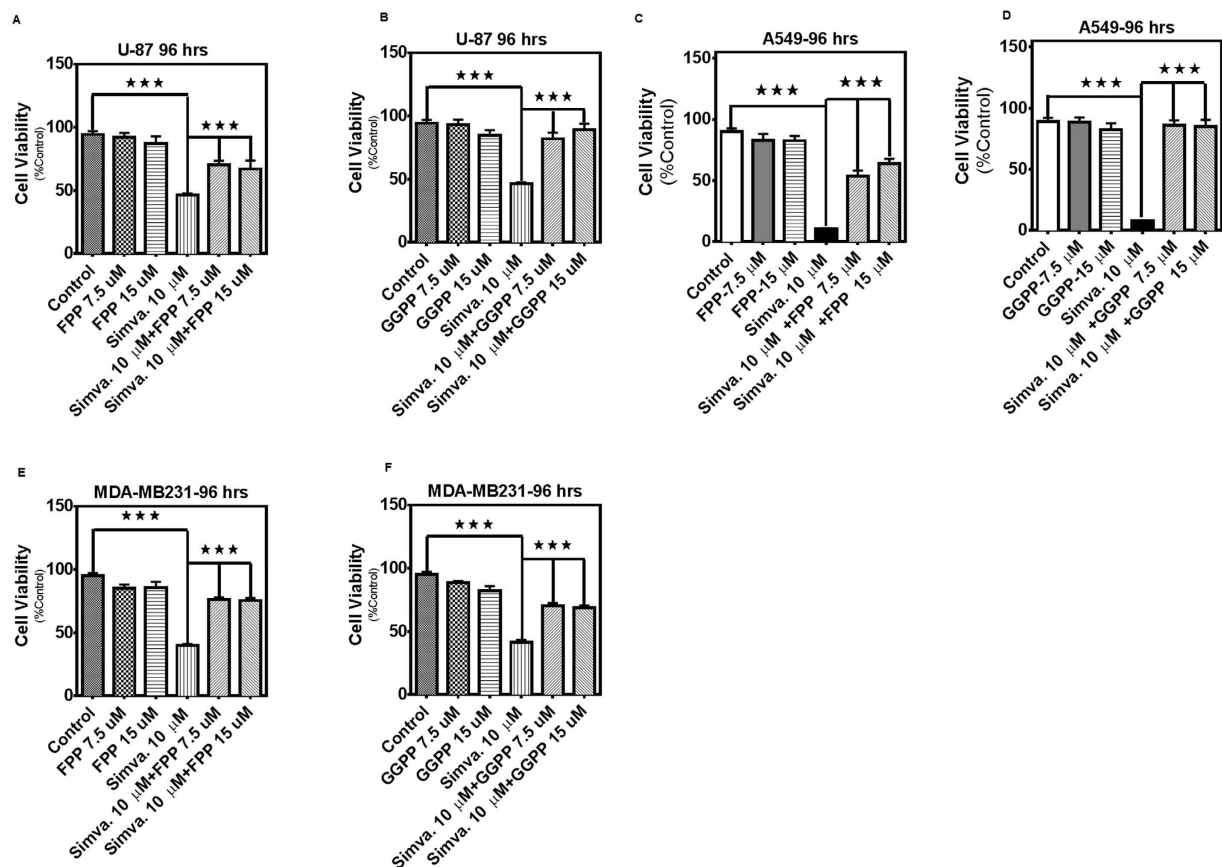 A
U-87 96 hrs
Cell Viability
(%Control)
150
100
50
0
★★★
★★★
Control
FPP 7.5 uM
FPP 15 uM
Simva. 10 μM
Simva. 10 μM+FPP 7.5 uM
Simva. 10 μM+FPP 15 uM
B
U-87 96 hrs
Cell Viability
(%Control)
150
100
50
0
★★★
★★★
Control
GGPP 7.5 uM
GGPP 15 uM
Simva. 10 μM
Simva. 10 μM+GGPP 7.5 uM
Simva. 10 μM+GGPP 15 uM
C
A549-96 hrs
Cell Viability
(%Control)
150
100
50
0
★★★
★★★
Control
FPP-7.5 μM
FPP-15 μM
Simva. 10 μM
Simva. 10 μM +FPP 7.5 μM
Simva. 10 μM +FPP 15 μM
D
A549-96 hrs
Cell Viability
(%Control)
150
100
50
0
★★★
★★★
Control
GGPP-7.5 μM
GGPP-15 μM
Simva. 10 μM
Simva. 10 μM +GGPP 7.5 μM
Simva. 10 μM +GGPP 15 μM
E
MDA-MB231-96 hrs
Cell Viability
(%Control)
150
100
50
0
★★★
★★★
Control
FPP 7.5 uM
FPP 15 uM
Simva. 10 μM
Simva. 10 μM+FPP 7.5 uM
Simva. 10 μM+FPP 15 uM
F
MDA-MB231-96 hrs
Cell Viability
(%Control)
150
100
50
0
★★★
★★★
Control
GGPP 7.5 uM
GGPP 15 uM
Simva. 10 μM
Simva. 10 μM+GGPP 7.5 uM
Simva. 10 μM+GGPP 15 uM